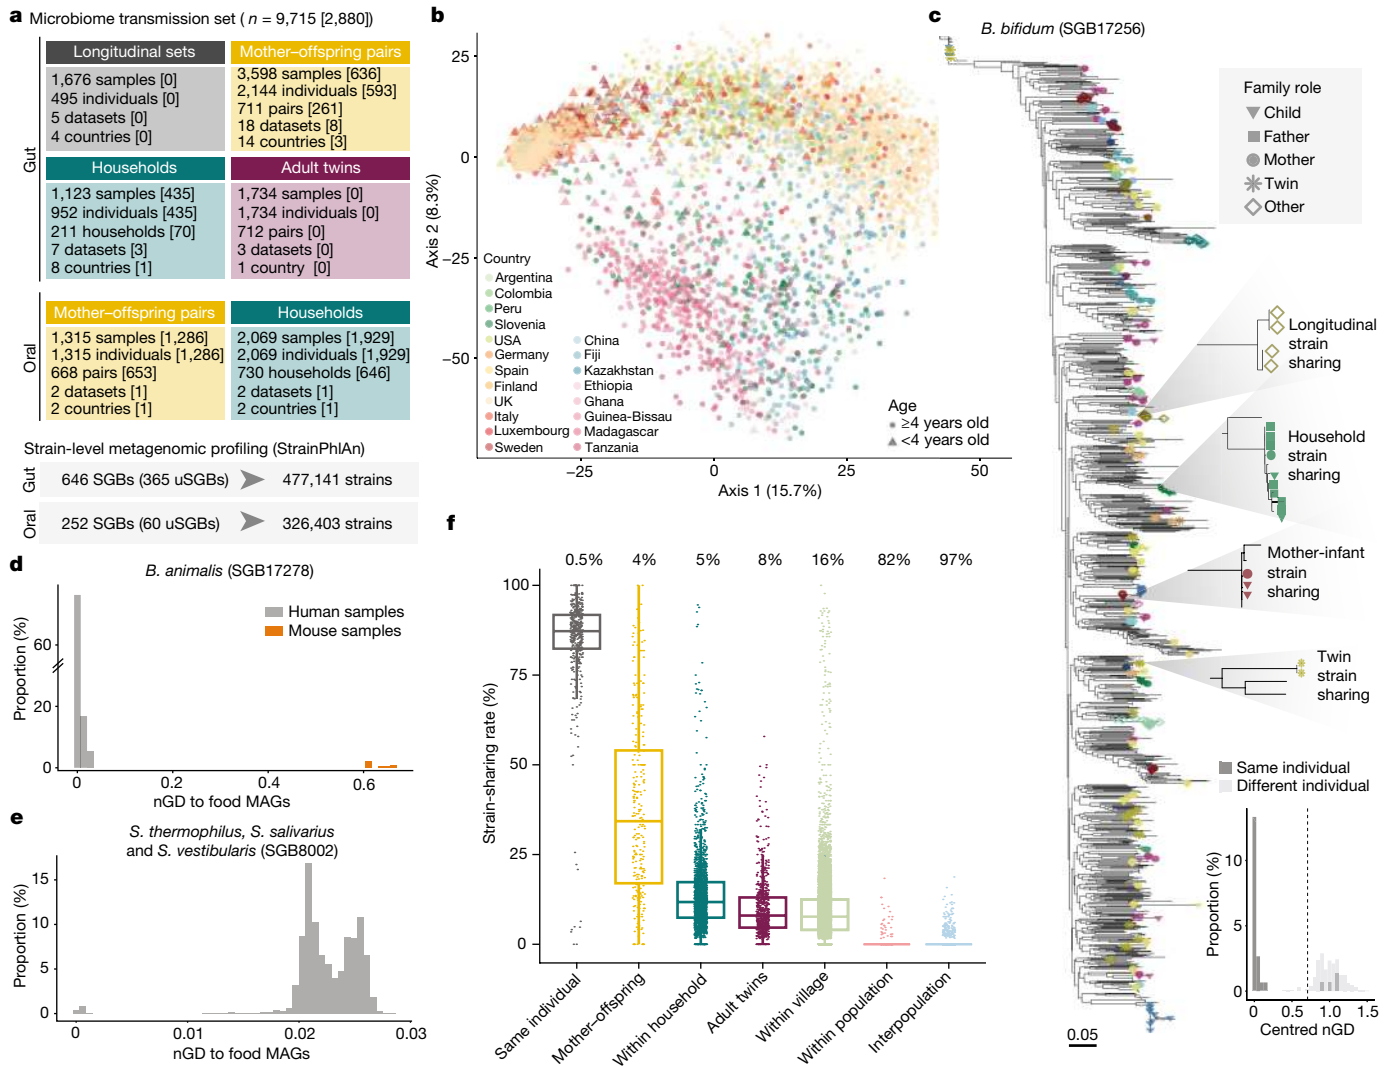 a Microbiome transmission set (n = 9,715 [2,880])
Gut
Longitudinal sets
1,676 samples [0]
495 individuals [0]
5 datasets [0]
4 countries [0]
Mother–offspring pairs
3,598 samples [636]
2,144 individuals [593]
711 pairs [261]
18 datasets [8]
14 countries [3]
Households
1,123 samples [435]
952 individuals [435]
211 households [70]
7 datasets [3]
8 countries [1]
Adult twins
1,734 samples [0]
1,734 individuals [0]
712 pairs [0]
3 datasets [0]
1 country [0]
Oral
Mother–offspring pairs
1,315 samples [1,286]
1,315 individuals [1,286]
668 pairs [653]
2 datasets [1]
2 countries [1]
Households
2,069 samples [1,929]
2,069 individuals [1,929]
730 households [646]
2 datasets [1]
2 countries [1]
Strain-level metagenomic profiling (StrainPhlAn)
Gut
646 SGBs (365 uSGBs) 477,141 strains
Oral
252 SGBs (60 uSGBs) 326,403 strains
b
Axis 2 (8.3%)
25
0
−25
−50
Country
Argentina
Colombia
Peru
Slovenia
USA
Germany
Spain
Finland
UK
Italy
Luxembourg
Sweden
China
Fiji
Kazakhstan
Ethiopia
Ghana
Guinea-Bissau
Madagascar
Tanzania
Age
≥4 years old
<4 years old
−25 0 25 50
Axis 1 (15.7%)
c
B. bifidum (SGB17256)
Family role
Child
Father
Mother
Twin
Other
Longitudinal
strain
sharing
Household
strain
sharing
Mother-infant
strain
sharing
Twin
strain
sharing
Same individual
Different individual
Proportion (%)
10
5
0
0 0.5 1.0 1.5
Centred nGD
0.05
d
B. animalis (SGB17278)
Human samples
Mouse samples
Proportion (%)
60
20
0
0 0.2 0.4 0.6
nGD to food MAGs
e
S. thermophilus, S. salivarius
and S. vestibularis (SGB8002)
Proportion (%)
15
10
5
0
0 0.01 0.02 0.03
nGD to food MAGs
f
0.5% 4% 5% 8% 16% 82% 97%
Strain-sharing rate (%)
100
75
50
25
0
Same individual
Mother–offspring
Within household
Adult twins
Within village
Within population
Interpopulation